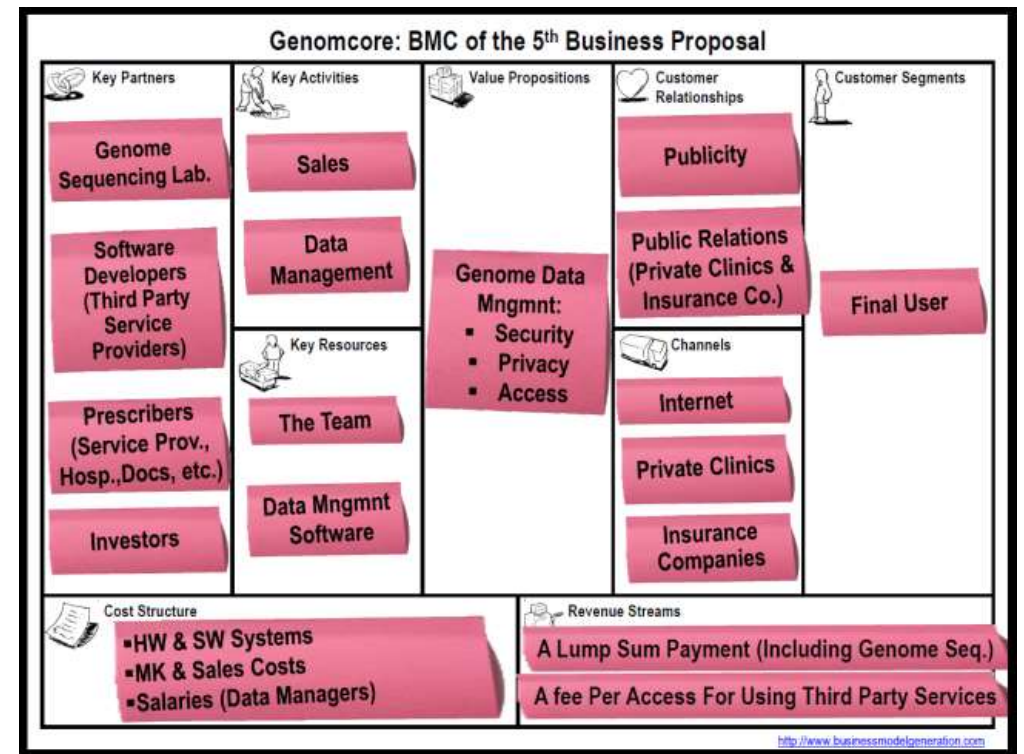 Genomcore: BMC of the 5th Business Proposal
Key Partners
Genome
Sequencing Lab.
Software
Developers
(Third Party
Service
Providers)
Prescribers
(Service Prov.,
Hosp.,Docs, etc.)
Investors
Key Activities
Sales
Data
Management
Key Resources
The Team
Data Mngmnt
Software
Value Propositions
Genome Data
Mngmnt:
▪ Security
▪ Privacy
▪ Access
Customer
Relationships
Publicity
Public Relations
(Private Clinics &
Insurance Co.)
Channels
Internet
Private Clinics
Insurance
Companies
Customer Segments
Final User
Cost Structure
▪HW & SW Systems
▪MK & Sales Costs
▪Salaries (Data Managers)
Revenue Streams
A Lump Sum Payment (Including Genome Seq.)
A fee Per Access For Using Third Party Services
http://www.businessmodelgeneration.com